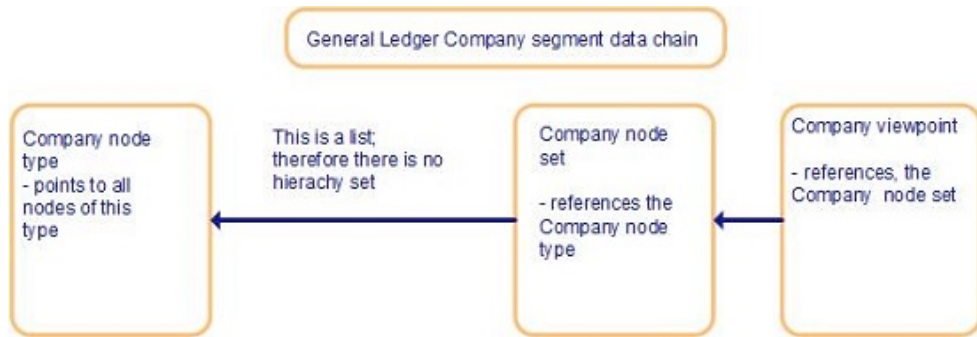 General Ledger Company segment data chain
Company node
type
- points to all
nodes of this
type
This is a list;
therefore there is no
hierachy set
Company node
set
- references the
Company node
type
Company viewpoint
- references, the
Company node set